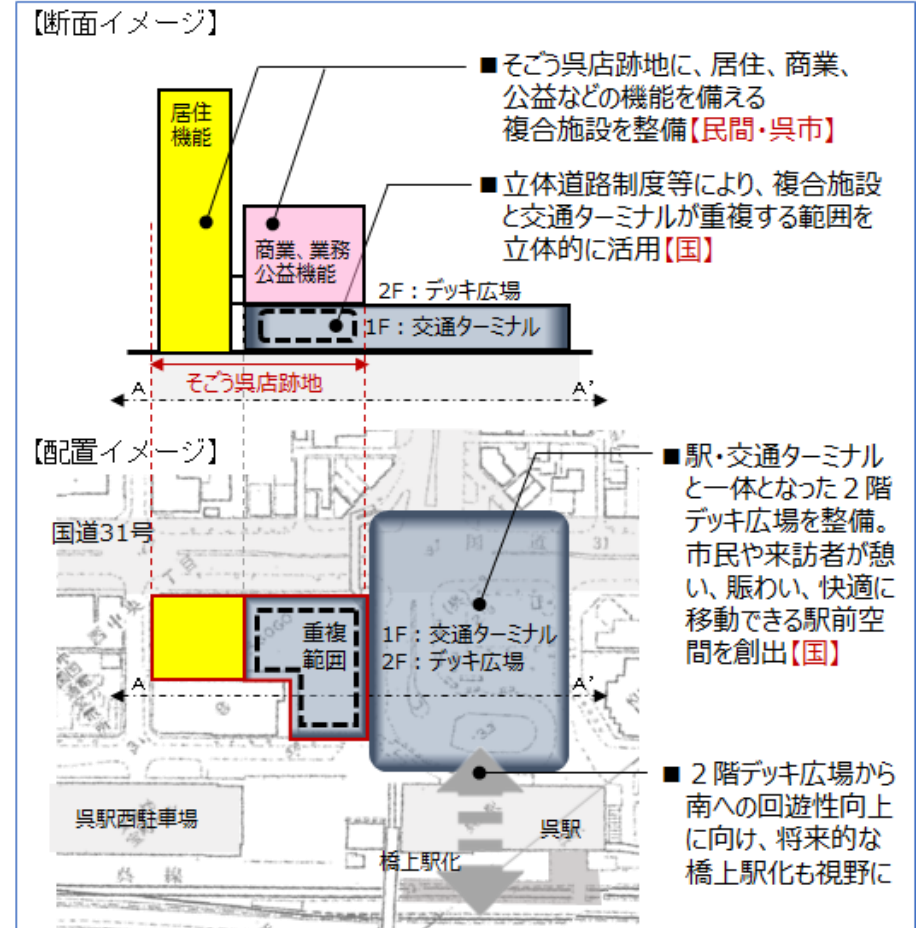 【断面イメージ】
■そごう呉店跡地に、居住、商業、
公益などの機能を備える
複合施設を整備【民間・呉市】
居住
機能
■立体道路制度等により、複合施設
と交通ターミナルが重複する範囲を
立体的に活用【国】
商業、業務
公益機能
2F：デッキ広場
1F：交通ターミナル
そごう呉店跡地
A
A'
【配置イメージ】
■駅・交通ターミナル
と一体となった２階
デッキ広場を整備。
市民や来訪者が憩
い、賑わい、快適に
移動できる駅前空
間を創出【国】
国道31号
重複
範囲
1F：交通ターミナル
2F：デッキ広場
A
A'
■２階デッキ広場から
南への回遊性向上
に向け、将来的な
橋上駅化も視野に
呉駅西駐車場
呉駅
橋上駅化
呉線